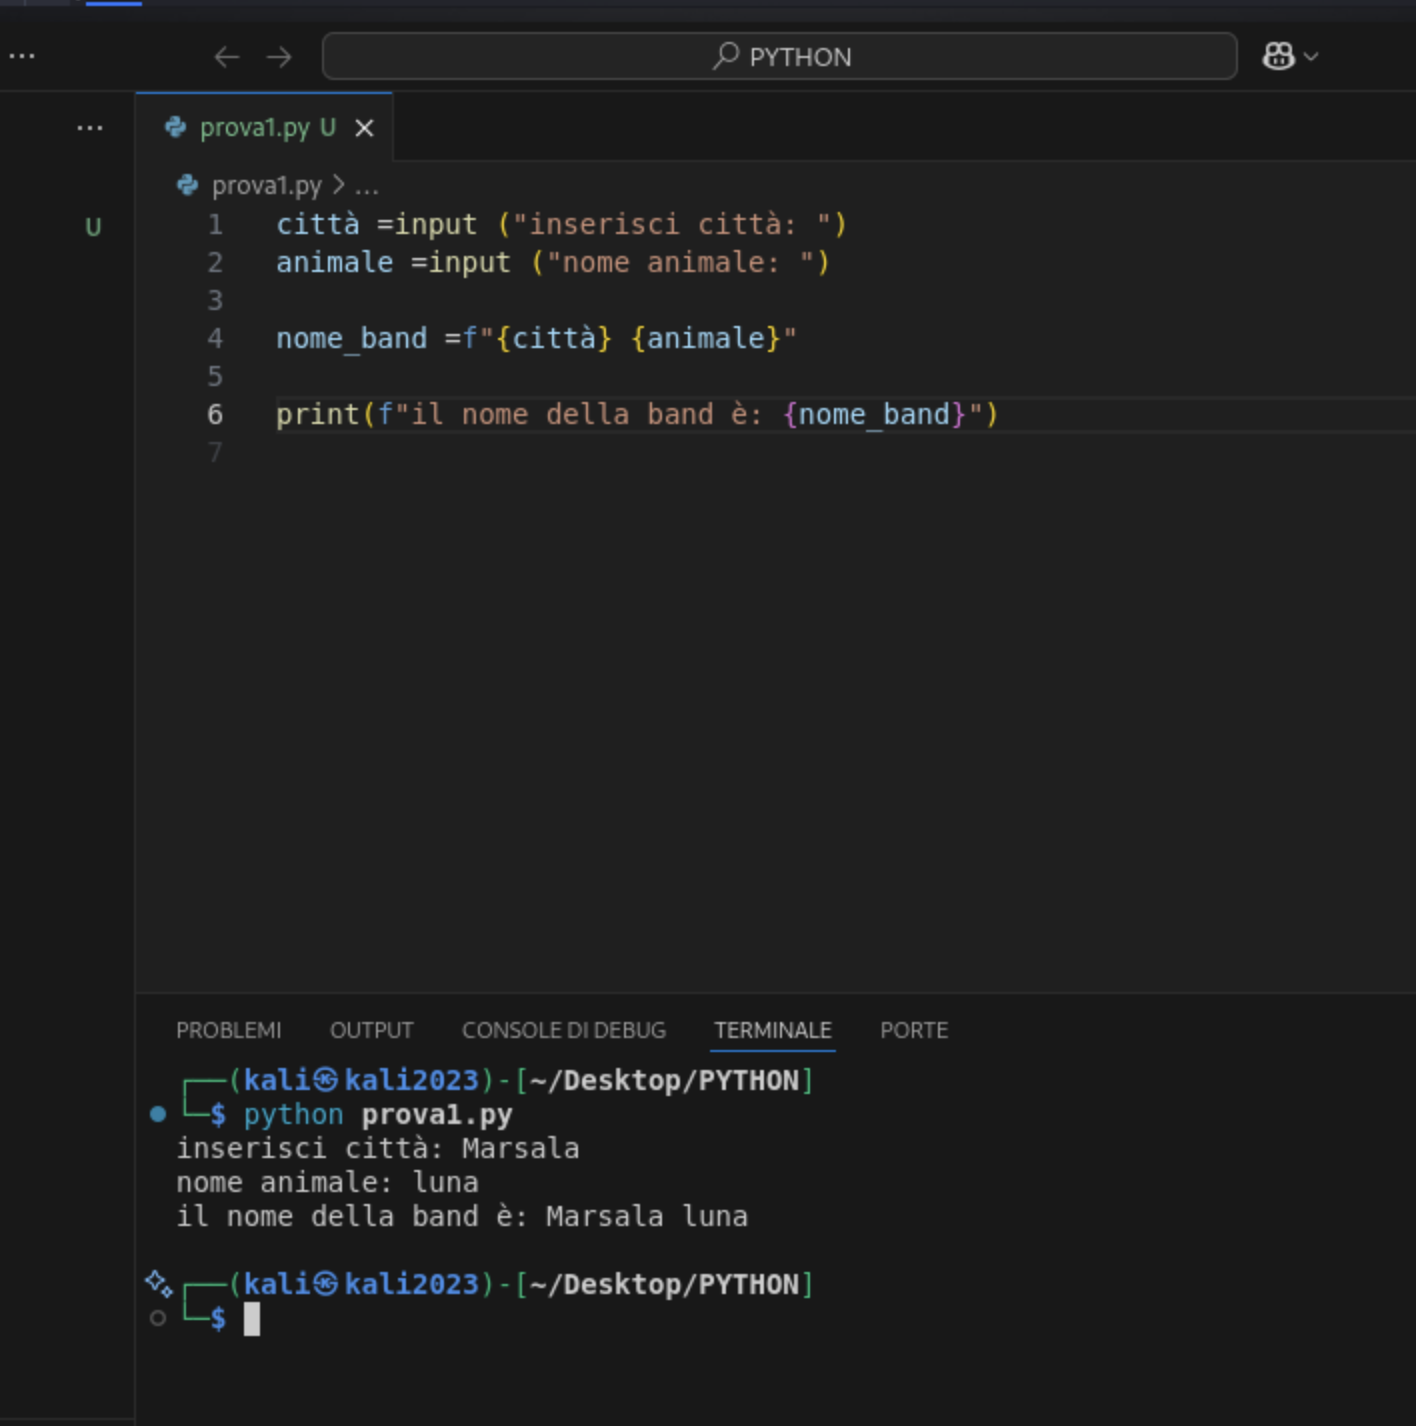 ... ← → PYTHON
... prova1.py U ×
prova1.py > ...
U
1 città =input ("inserisci città: ")
2 animale =input ("nome animale: ")
3
4 nome_band =f"{città} {animale}"
5
6 print(f"il nome della band è: {nome_band}")
7
PROBLEMI OUTPUT CONSOLE DI DEBUG TERMINALE PORTE
┌──(kali㉿kali2023)-[~/Desktop/PYTHON]
└─$ python prova1.py
inserisci città: Marsala
nome animale: luna
il nome della band è: Marsala luna
┌──(kali㉿kali2023)-[~/Desktop/PYTHON]
└─$